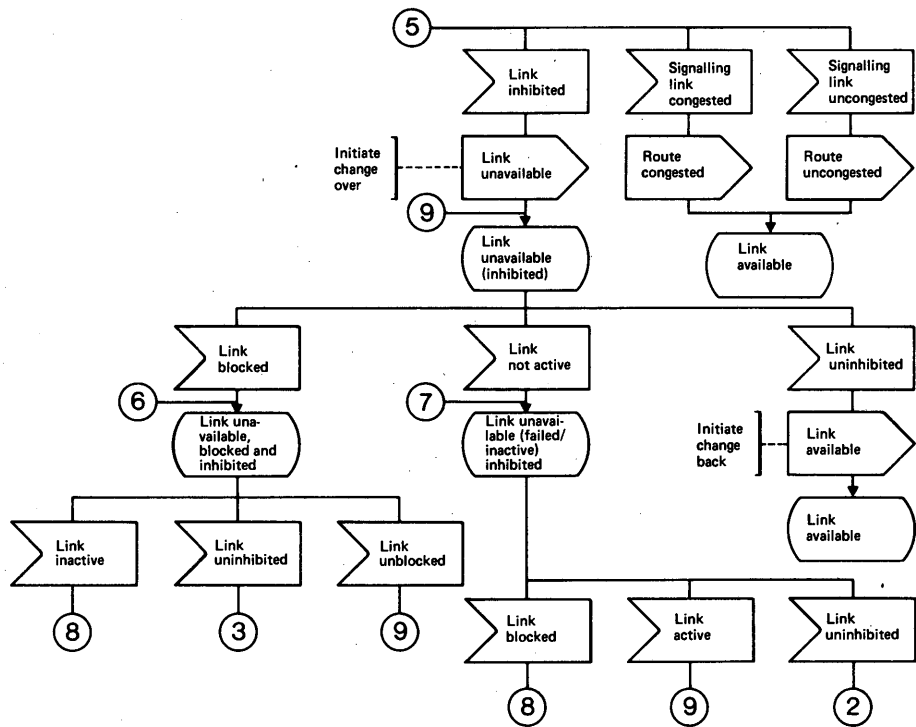 5
Link
inhibited
Signalling
link
congested
Signalling
link
uncongested
Initiate
change
over
Link
unavailable
Route
congested
Route
uncongested
9
Link
unavailable
(inhibited)
Link
available
Link
blocked
Link
not active
Link
uninhibited
6
7
Link una-
vailable,
blocked and
inhibited
Link unavai-
lable (failed/
inactive)
inhibited
Initiate
change
back
Link
available
Link
available
Link
inactive
Link
uninhibited
Link
unblocked
8
3
9
Link
blocked
Link
active
Link
uninhibited
8
9
2